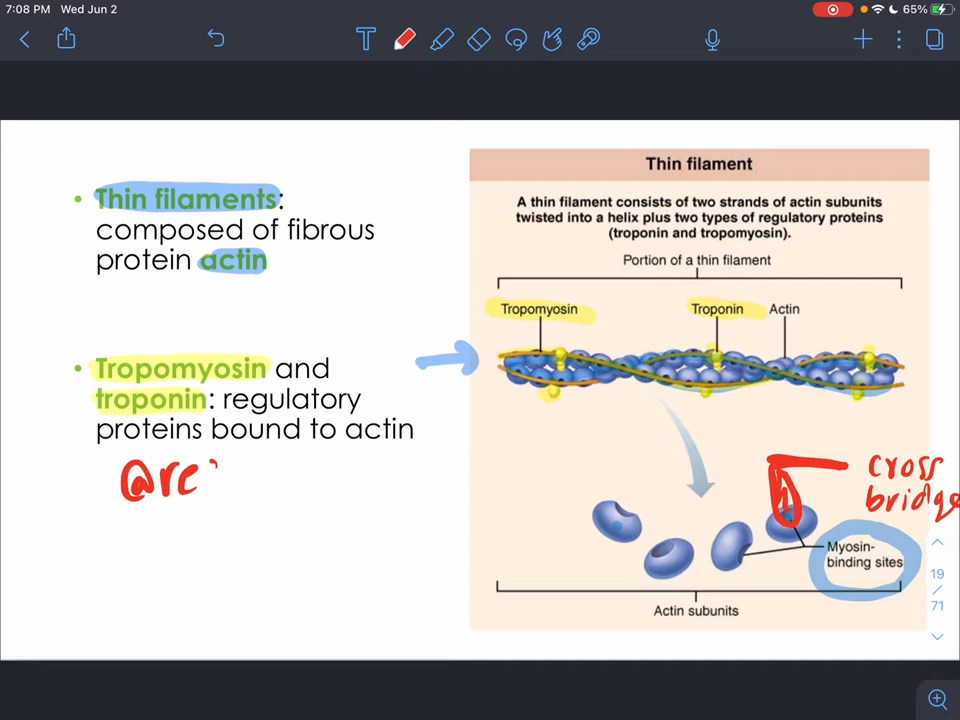 7:08 PM Wed Jun 2
65%
T
• Thin filaments:
composed of fibrous
protein actin
• Tropomyosin and
troponin: regulatory
proteins bound to actin
Thin filament
A thin filament consists of two strands of actin subunits
twisted into a helix plus two types of regulatory proteins
(troponin and tropomyosin).
Portion of a thin filament
Tropomyosin
Troponin
Actin
cross
bridge
Myosin-
binding sites
Actin subunits
19
/
71